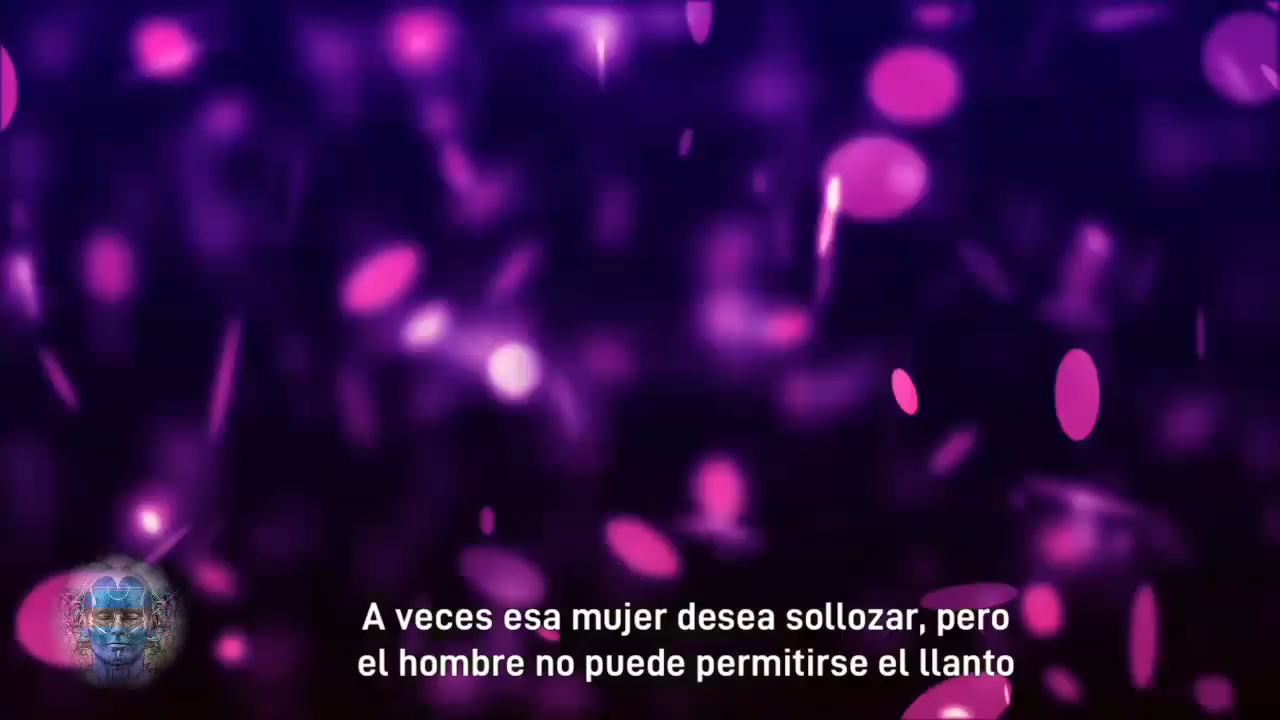 A veces esa mujer desea sollozar, pero
el hombre no puede permitirse el llanto